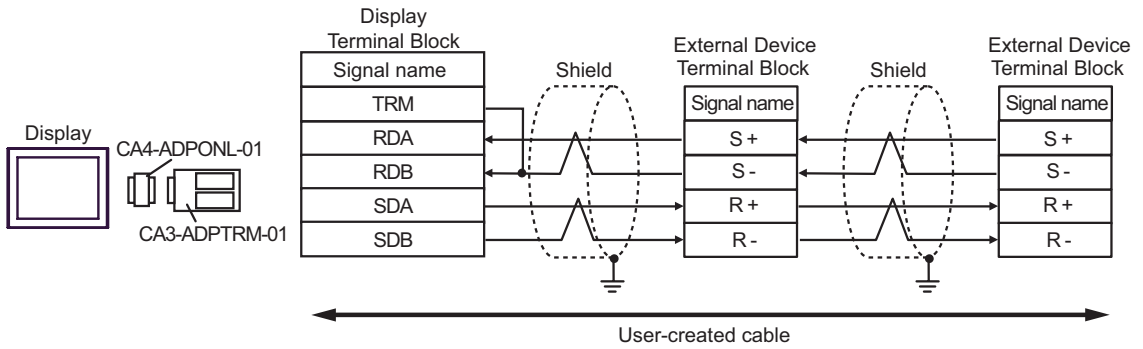 Display
Terminal Block
Signal name
TRM
RDA
RDB
SDA
SDB
Shield
External Device
Terminal Block
Signal name
S +
S -
R +
R -
Shield
External Device
Terminal Block
Signal name
S +
S -
R +
R -
Display
CA4-ADPONL-01
CA3-ADPTRM-01
User-created cable